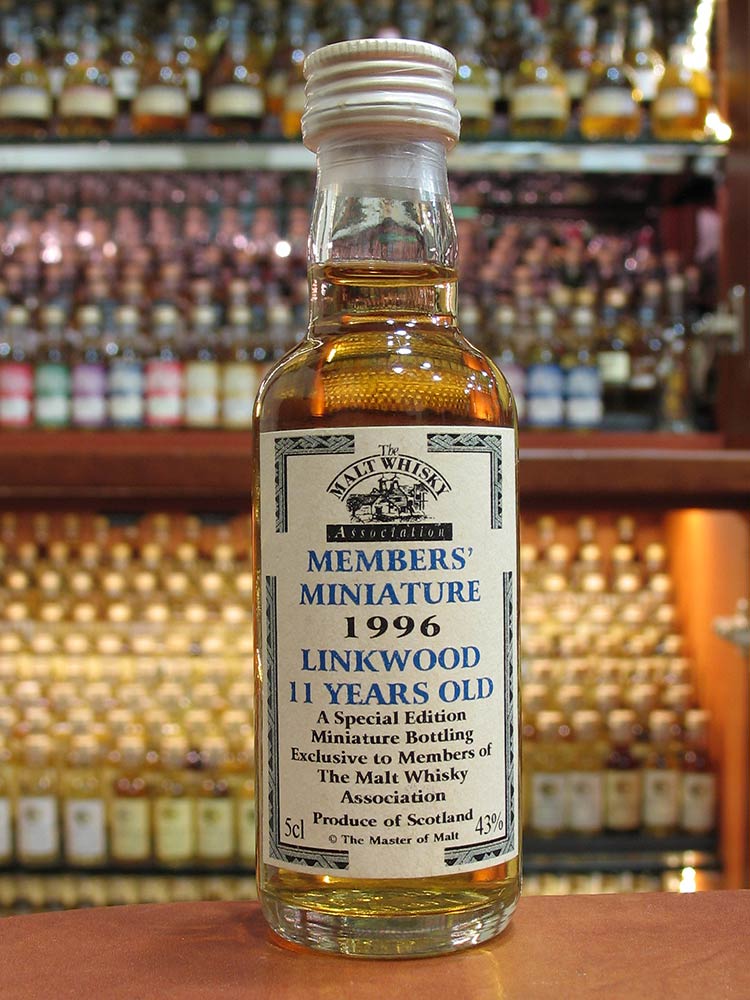 The
MALT WHISKY
Association
MEMBERS'
MINIATURE
1996
LINKWOOD
11 YEARS OLD
A Special Edition
Miniature Bottling
Exclusive to Members of
The Malt Whisky
Association
Produce of Scotland
5cl 43%
© The Master of Malt